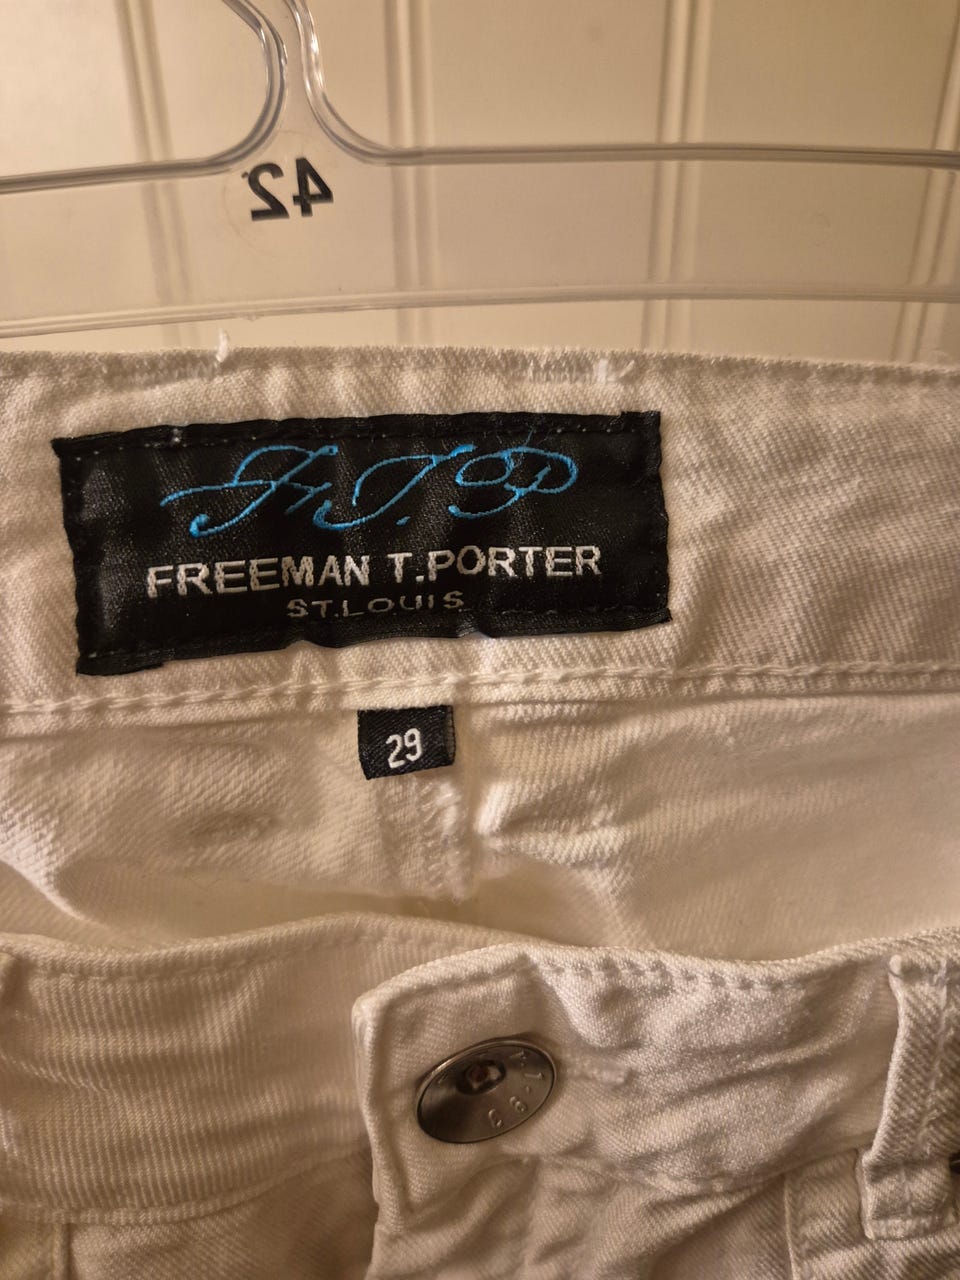 42
F.T.P
FREEMAN T.PORTER
ST.LOUIS
29